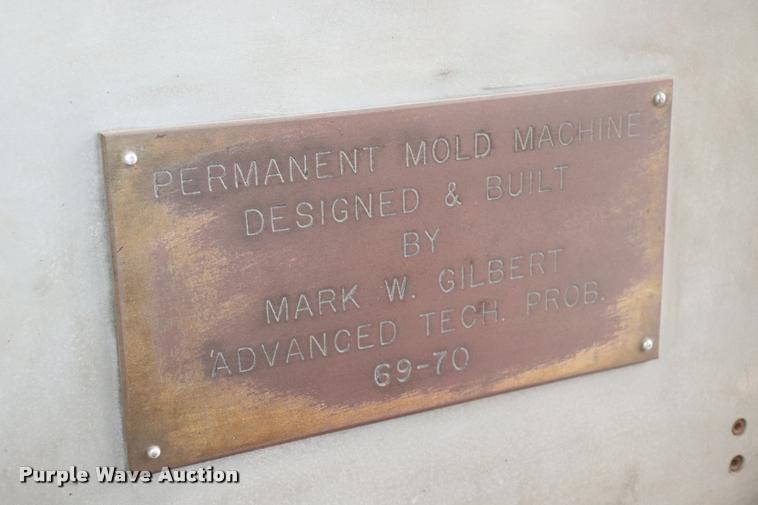 PERMANENT MOLD MACHINE
DESIGNED & BUILT
BY
MARK W. GILBERT
ADVANCED TECH. PROB.
69-70
Purple Wave Auction